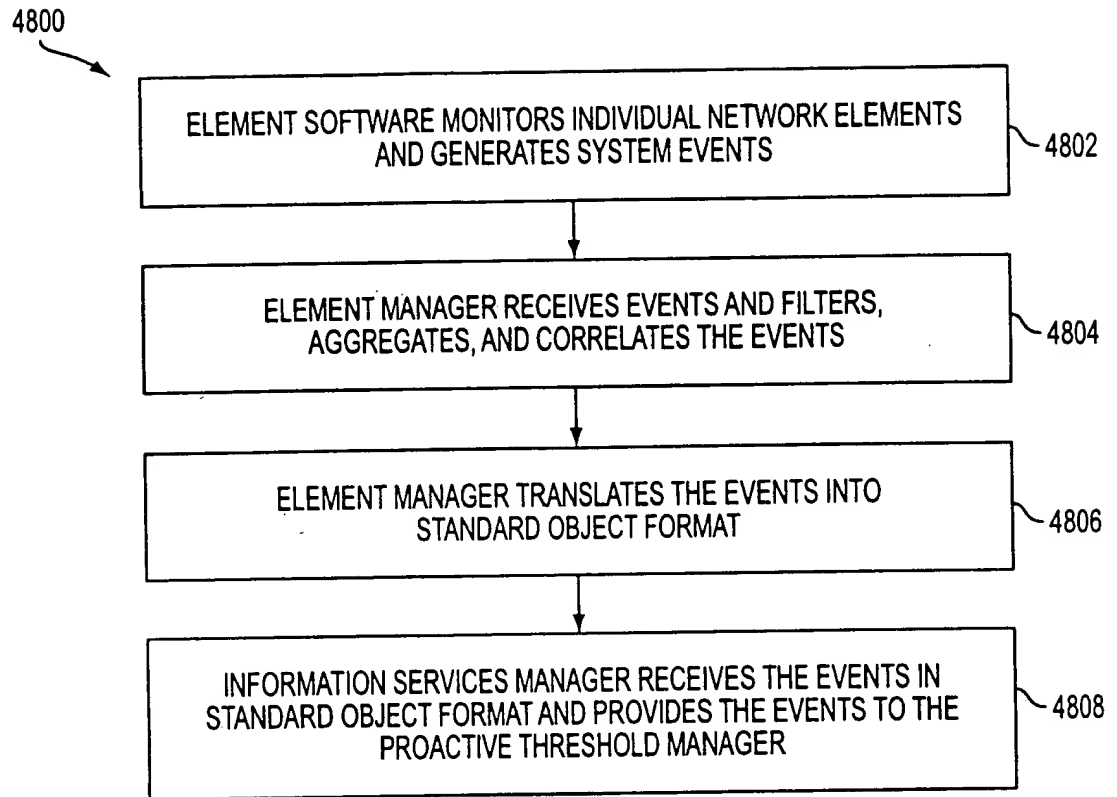 4800
ELEMENT SOFTWARE MONITORS INDIVIDUAL NETWORK ELEMENTS
AND GENERATES SYSTEM EVENTS
4802
ELEMENT MANAGER RECEIVES EVENTS AND FILTERS,
AGGREGATES, AND CORRELATES THE EVENTS
4804
ELEMENT MANAGER TRANSLATES THE EVENTS INTO
STANDARD OBJECT FORMAT
4806
INFORMATION SERVICES MANAGER RECEIVES THE EVENTS IN
STANDARD OBJECT FORMAT AND PROVIDES THE EVENTS TO THE
PROACTIVE THRESHOLD MANAGER
4808